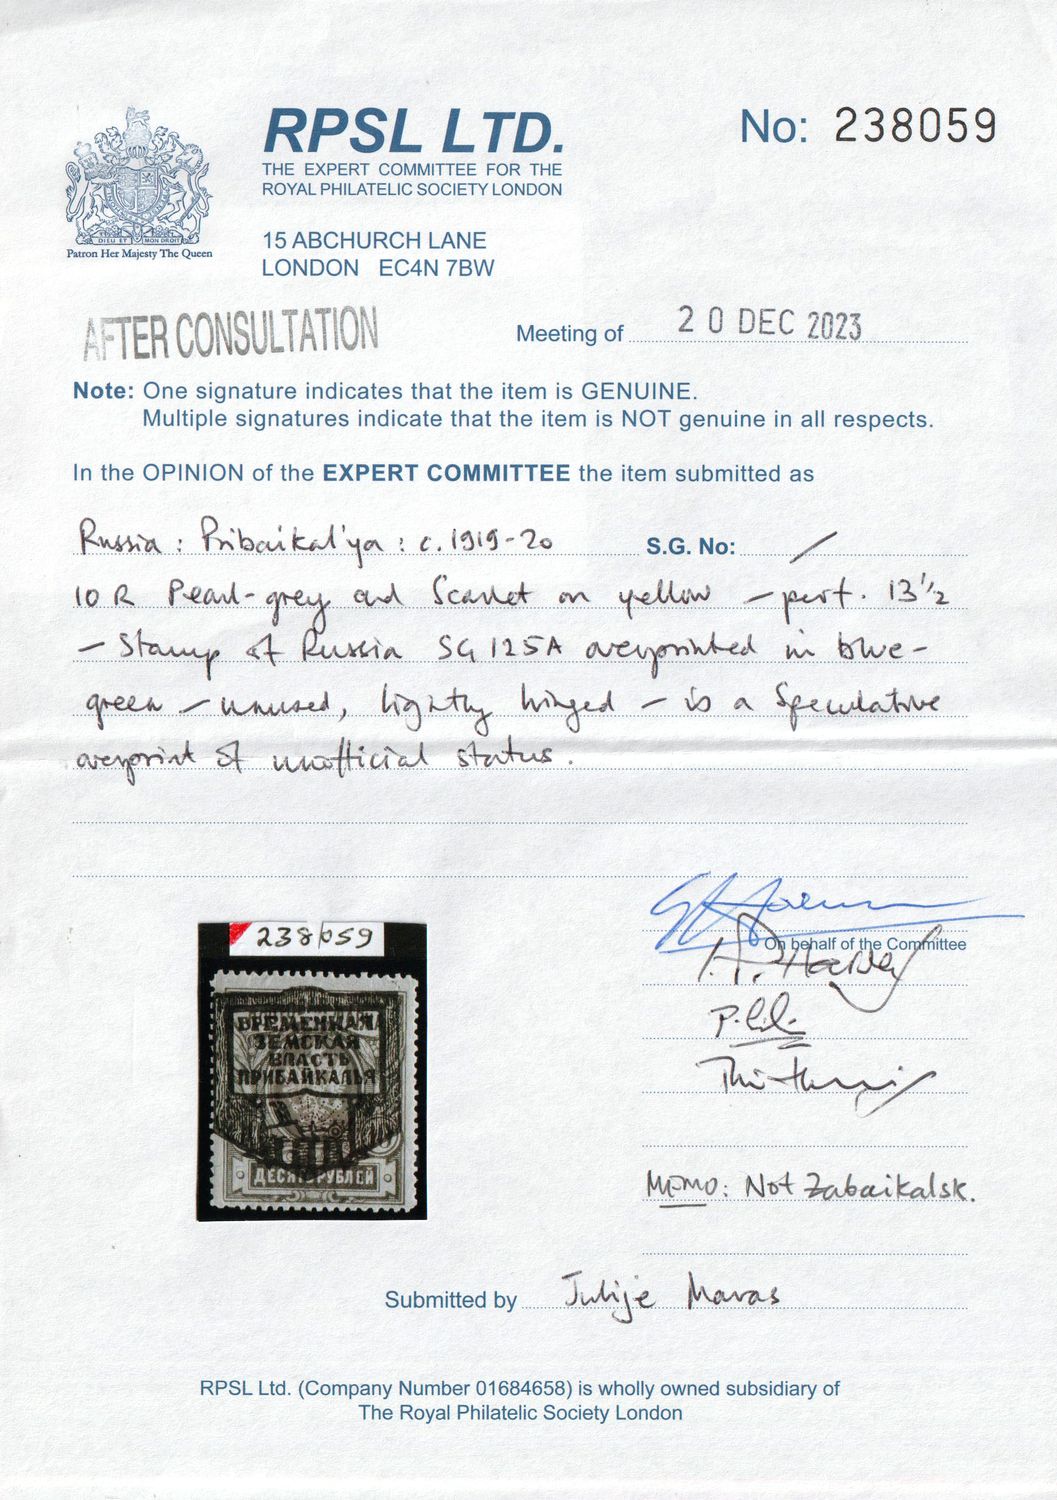 RPSL LTD.
THE EXPERT COMMITTEE FOR THE
ROYAL PHILATELIC SOCIETY LONDON
No: 238059
DIEU ET MON DROIT
Patron Her Majesty The Queen
15 ABCHURCH LANE
LONDON EC4N 7BW
AFTER CONSULTATION
Meeting of 20 DEC 2023
Note: One signature indicates that the item is GENUINE.
Multiple signatures indicate that the item is NOT genuine in all respects.
In the OPINION of the EXPERT COMMITTEE the item submitted as
Russia: Pribaikal'ya: c.1919-20 S.G. No: /
10 R Pearl-grey and Scarlet on yellow - perf. 13½
- Stamp of Russia SG 125A overprinted in blue-
green - unused, lightly hinged - is a Speculative
overprint of unofficial status.
On behalf of the Committee
238059
ВРЕМЕННАЯ
ЗЕМСКАЯ
ВЛАСТЬ
ПРИБАЙКАЛЬЯ
ДЕСЯТЬ РУБЛЕЙ
MEMO: Not Zabaikalsk.
Submitted by Julije Maras
RPSL Ltd. (Company Number 01684658) is wholly owned subsidiary of
The Royal Philatelic Society London